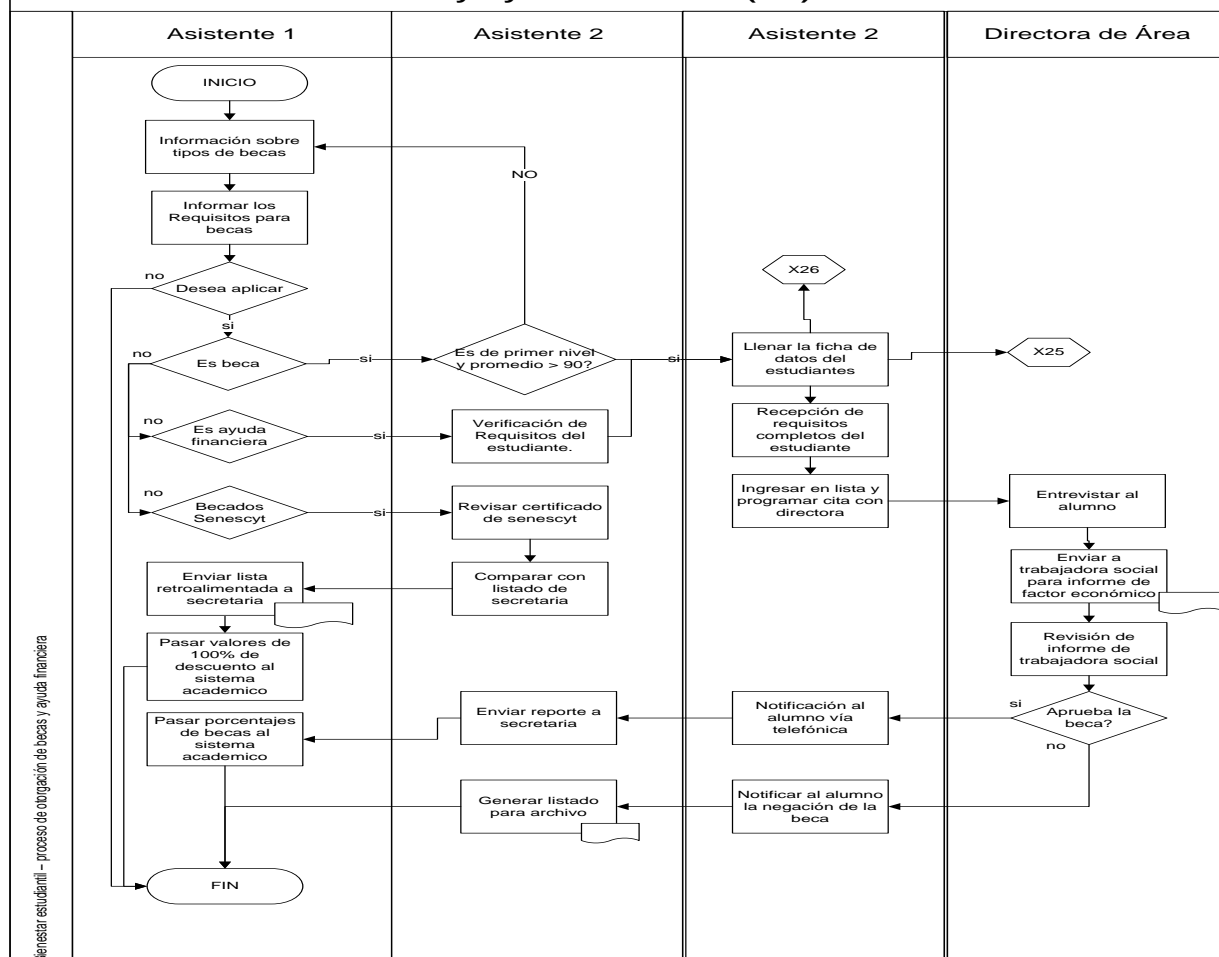 Asistente 1
Asistente 2
Asistente 2
Directora de Área
INICIO
Información sobre
tipos de becas
NO
Informar los
Requisitos para
becas
no
Desea aplicar
X26
si
no
Es beca
si
Es de primer nivel
y promedio > 90?
si
Llenar la ficha de
datos del
estudiantes
X25
no
Es ayuda
financiera
si
Verificación de
Requisitos del
estudiante.
Recepción de
requisitos
completos del
estudiante
no
Becados
Senescyt
si
Revisar certificado
de senescyt
Ingresar en lista y
programar cita con
directora
Entrevistar al
alumno
Enviar lista
retroalimentada a
secretaria
Comparar con
listado de
secretaria
Enviar a
trabajadora social
para informe de
factor económico
Pasar valores de
100% de
descuento al
sistema
academico
Revisión de
informe de
trabajadora social
Pasar porcentajes
de becas al
sistema
academico
Enviar reporte a
secretaria
Notificación al
alumno vía
telefónica
si
Aprueba la
beca?
no
Generar listado
para archivo
Notificar al alumno
la negación de la
beca
FIN
ienestar estudiantil – proceso de otorgación de becas y ayuda financiera